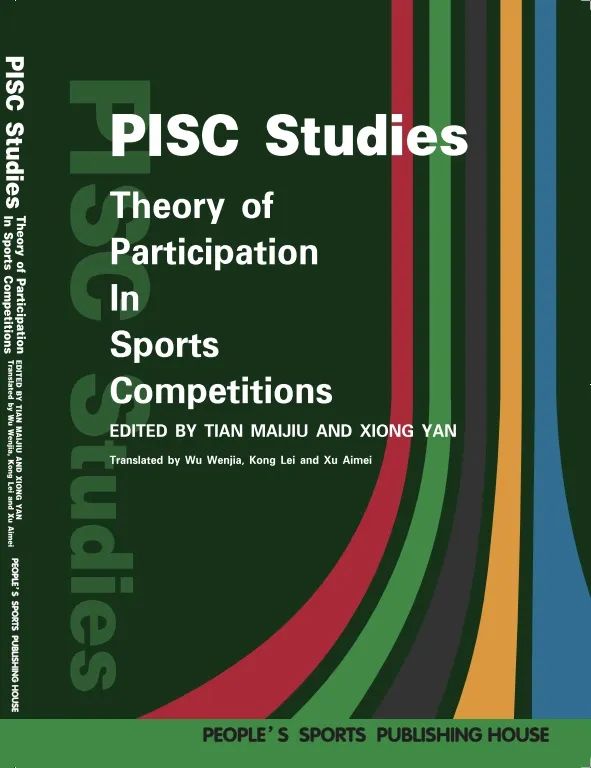 PISC Studies
Theory of Participation
In Sports Competitions
EDITED BY TIAN MAIJIU AND XIONG YAN
Translated by Wu Wenjia, Kong Lei and Xu Aimei
PEOPLE'S SPORTS PUBLISHING HOUSE
PISC Studies
PISC Studies
Theory of
Participation
In
Sports
Competitions
EDITED BY TIAN MAIJIU AND XIONG YAN
Translated by Wu Wenjia, Kong Lei and Xu Aimei
PEOPLE'S SPORTS PUBLISHING HOUSE